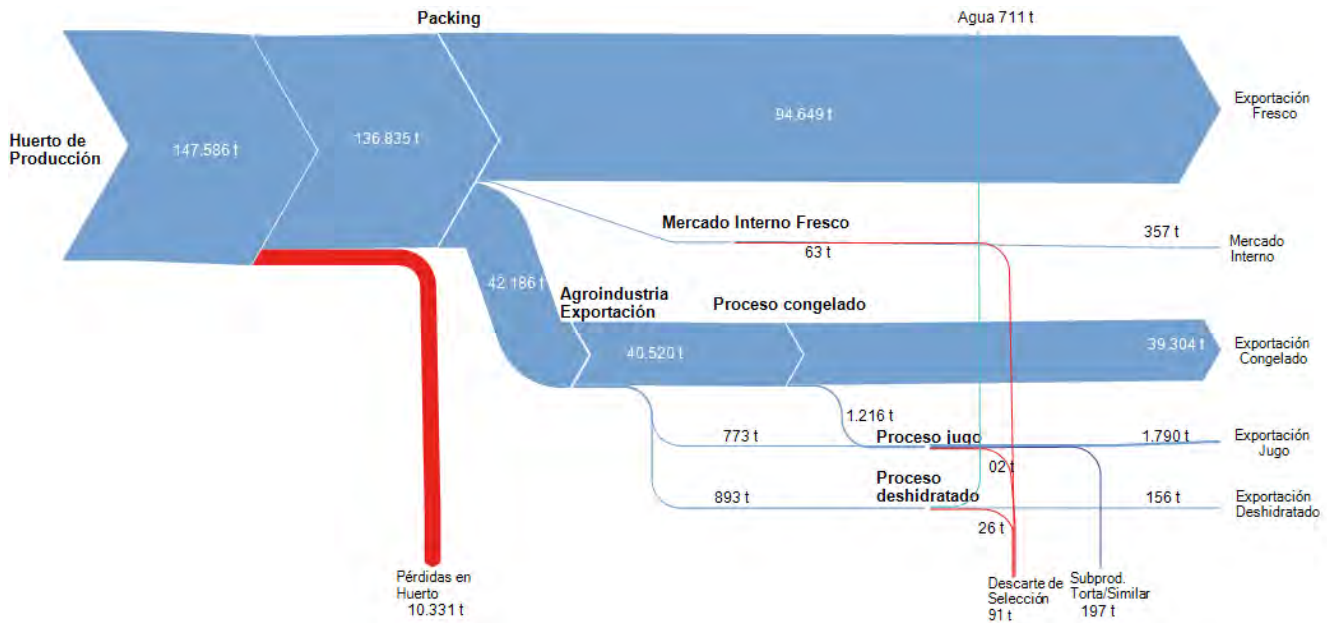 Packing
Agua 711 t
Huerto de
Producción
147.586 t
136.835 t
94.649 t
Exportación
Fresco
Mercado Interno Fresco
63 t
357 t
Mercado
Interno
42.186 t
Agroindustria
Exportación
Proceso congelado
40.520 t
39.304 t
Exportación
Congelado
1.216 t
773 t
Proceso jugo
02 t
1.790 t
Exportación
Jugo
893 t
Proceso
deshidratado
26 t
156 t
Exportación
Deshidratado
Pérdidas en
Huerto
10.331 t
Descarte de
Selección
91 t
Subprod.
Torta/Similar
197 t